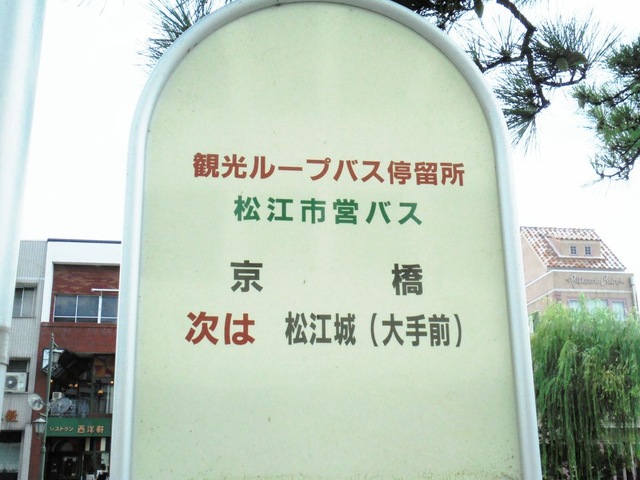 観光ループバス停留所
松江市営バス
京橋
次は 松江城(大手前)
レストラン 西洋軒